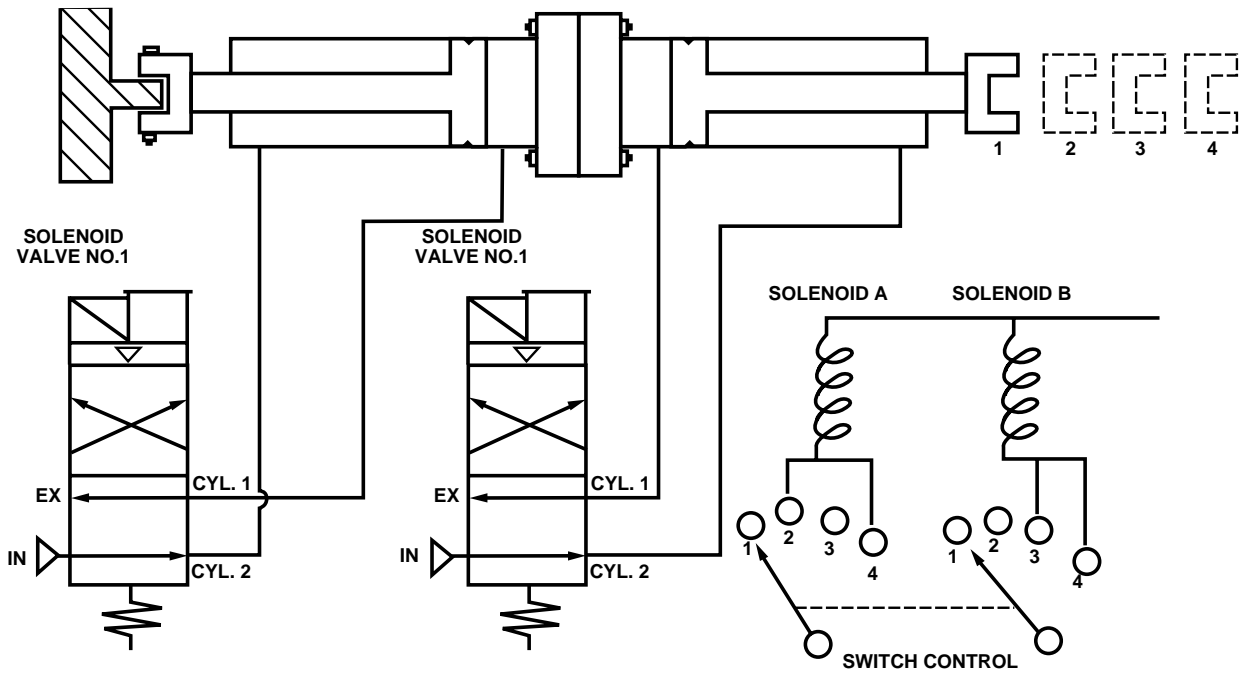 1
2
3
4
SOLENOID
VALVE NO.1
SOLENOID
VALVE NO.1
SOLENOID A
SOLENOID B
EX
CYL. 1
IN
CYL. 2
EX
CYL. 1
IN
CYL. 2
1
2
3
4
1
2
3
4
SWITCH CONTROL